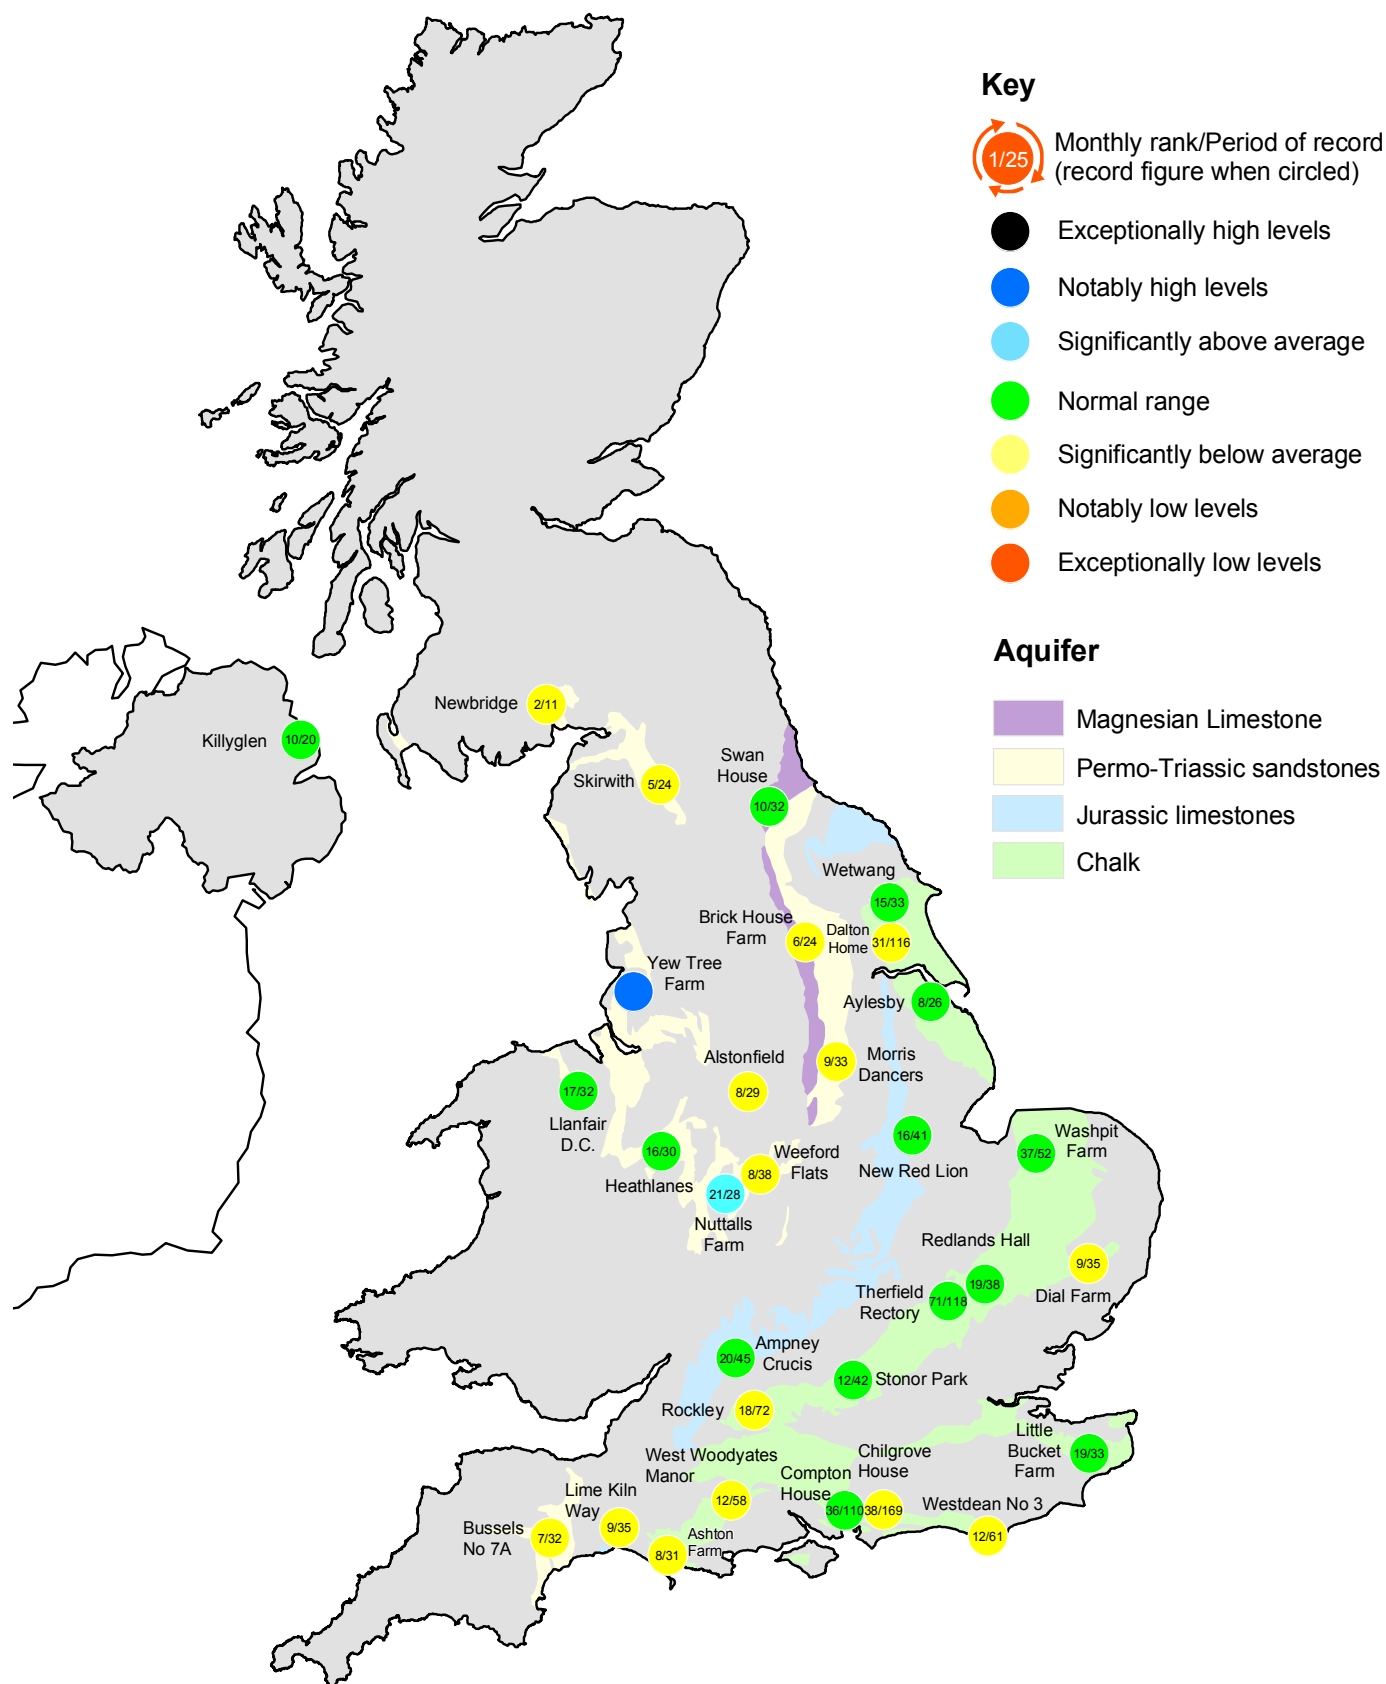 Key
1/25
Monthly rank/Period of record
(record figure when circled)
Exceptionally high levels
Notably high levels
Significantly above average
Normal range
Significantly below average
Notably low levels
Exceptionally low levels
Aquifer
Magnesian Limestone
Permo-Triassic sandstones
Jurassic limestones
Chalk
Newbridge
2/11
Killyglen
10/20
Skirwith
5/24
Swan
House
10/32
Wetwang
15/33
Brick House
Farm
6/24
Dalton
Home
31/116
Yew Tree
Farm
Aylesby
8/26
Alstonfield
8/29
Morris
Dancers
9/33
17/32
Llanfair
D.C.
16/30
Heathlanes
Weeford
Flats
8/38
21/28
Nuttalls
Farm
16/41
New Red Lion
Washpit
Farm
37/52
Redlands Hall
19/38
9/35
Dial Farm
Therfield
Rectory
71/118
Ampney
Crucis
20/45
12/42
Stonor Park
Rockley
18/72
Little
Bucket
Farm
19/33
West Woodyates
Manor
12/58
Chilgrove
House
38/169
Compton
House
36/110
Westdean No 3
12/61
Lime Kiln
Way
9/35
Bussels
No 7A
7/32
Ashton
Farm
8/31